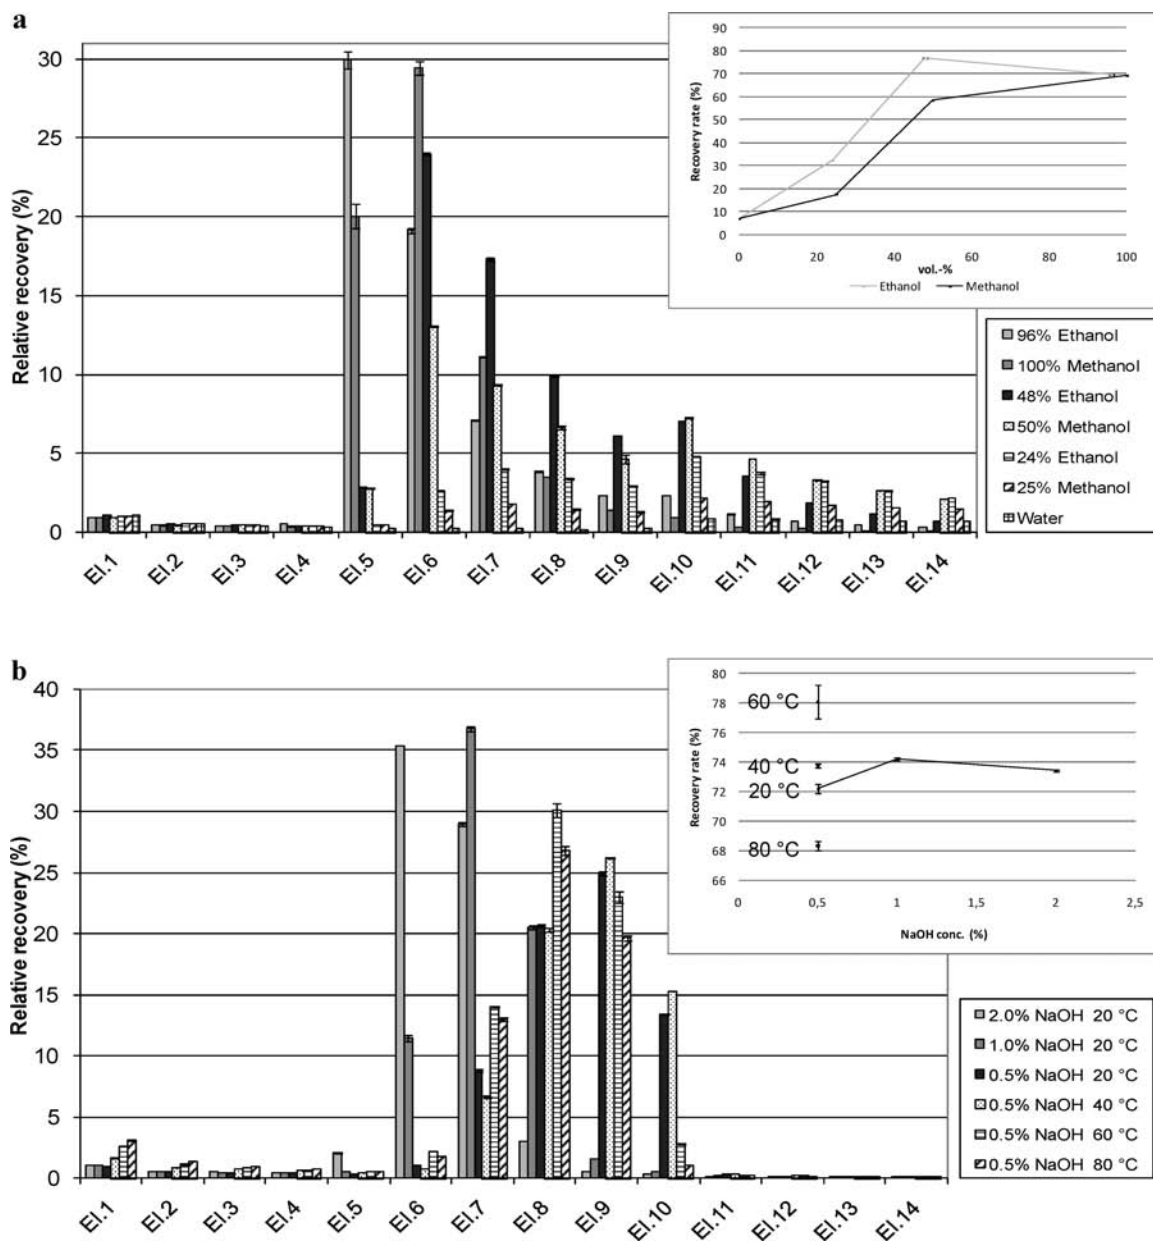 a
Relative recovery (%)
30
25
20
15
10
5
0
El.1 El.2 El.3 El.4 El.5 El.6 El.7 El.8 El.9 El.10 El.11 El.12 El.13 El.14
Recovery rate (%)
90
80
70
60
50
40
30
20
10
0
0 20 40 60 80 100
vol.-%
Ethanol Methanol
96% Ethanol
100% Methanol
48% Ethanol
50% Methanol
24% Ethanol
25% Methanol
Water
b
Relative recovery (%)
40
35
30
25
20
15
10
5
0
El.1 El.2 El.3 El.4 El.5 El.6 El.7 El.8 El.9 El.10 El.11 El.12 El.13 El.14
Recovery rate (%)
80
78
76
74
72
70
68
66
60 °C
40 °C
20 °C
80 °C
0 0,5 1 1,5 2 2,5
NaOH conc. (%)
2.0% NaOH 20 °C
1.0% NaOH 20 °C
0.5% NaOH 20 °C
0.5% NaOH 40 °C
0.5% NaOH 60 °C
0.5% NaOH 80 °C